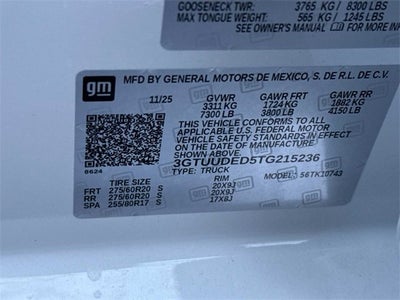 GOOSENECK TWR: 3765 KG / 8300 LBS
MAX TONGUE WEIGHT: 565 KG / 1245 LBS
SEE OWNER'S MANUAL FOR MORE INFO
gm
MFD BY GENERAL MOTORS DE MEXICO, S. DE R.L. DE C.V.
11/25 GVWR GAWR FRT GAWR RR
3311 KG 1724 KG 1882 KG
7300 LB 3800 LB 4150 LB
THIS VEHICLE CONFORMS TO ALL
APPLICABLE U.S. FEDERAL MOTOR
VEHICLE SAFETY STANDARDS IN EFFECT
ON THE DATE OF MANUFACTURE SHOWN ABOVE.
0624
3GTUUDED5TG215236
TYPE: TRUCK 56TK10743
TIRE SIZE RIM
FRT 275/60R20 S 20X9J
RR 275/60R20 S 20X9J
SPA 255/80R17 S 17X8J